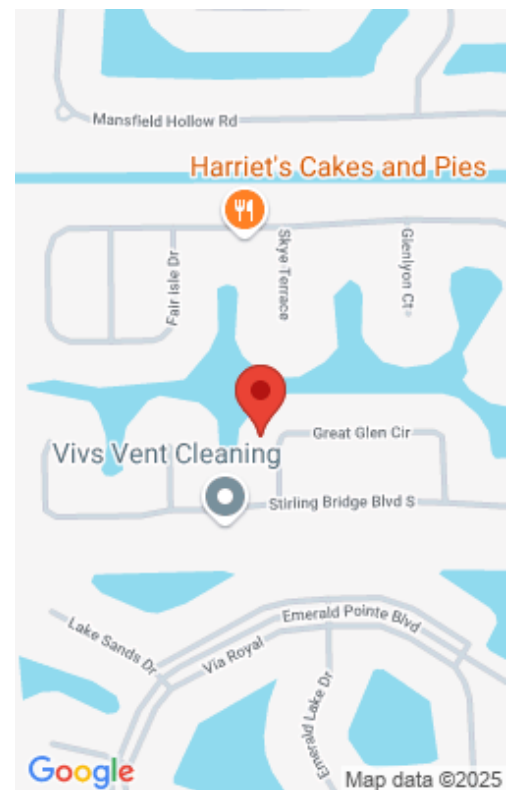 Mansfield Hollow Rd
Harriet's Cakes and Pies
Fair Isle Dr
Skye Terrace
Glenlyon Ct
Great Glen Cir
Vivs Vent Cleaning
Stirling Bridge Blvd S
Emerald Pointe Blvd
Lake Sands Dr
Via Royal
Emerald Lake Dr
Google
Map data ©2025